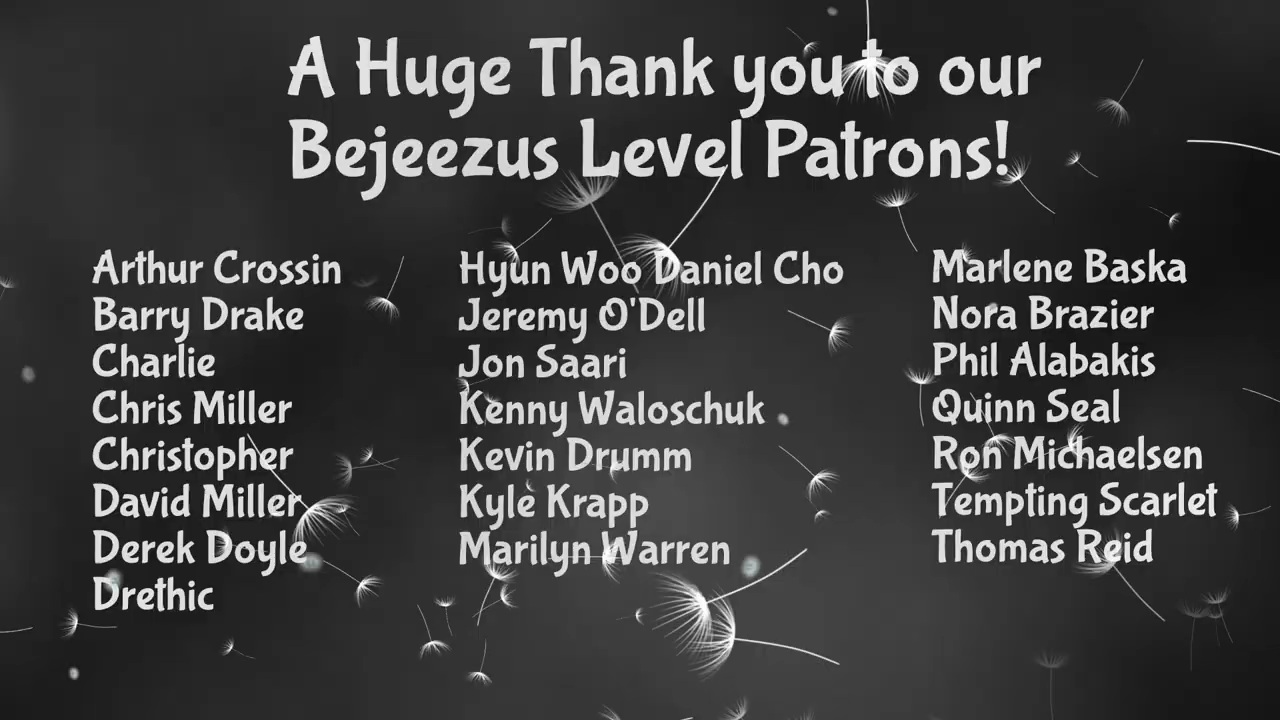 A Huge Thank you to our
Bejeezus Level Patrons!
Arthur Crossin
Barry Drake
Charlie
Chris Miller
Christopher
David Miller
Derek Doyle
Drethic
Hyun Woo Daniel Cho
Jeremy O'Dell
Jon Saari
Kenny Waloschuk
Kevin Drumm
Kyle Krapp
Marilyn Warren
Marlene Baska
Nora Brazier
Phil Alabakis
Quinn Seal
Ron Michaelsen
Tempting Scarlet
Thomas Reid